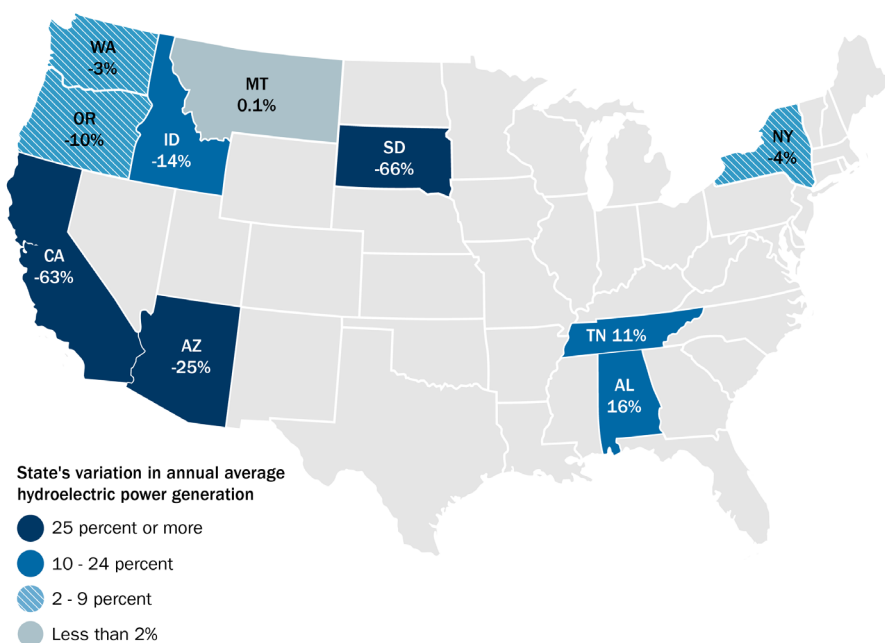 WA
-3%
MT
0.1%
OR
-10%
ID
-14%
SD
-66%
NY
-4%
CA
-63%
AZ
-25%
TN 11%
AL
16%
State's variation in annual average
hydroelectric power generation
25 percent or more
10 - 24 percent
2 - 9 percent
Less than 2%